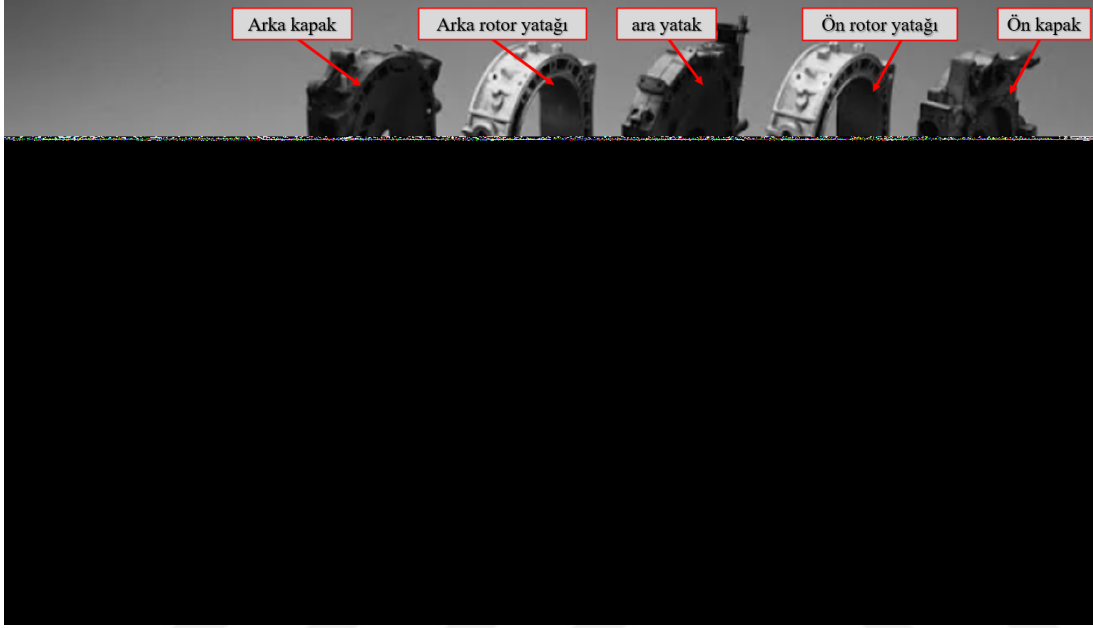 Arka kapak
Arka rotor yatağı
ara yatak
Ön rotor yatağı
Ön kapak